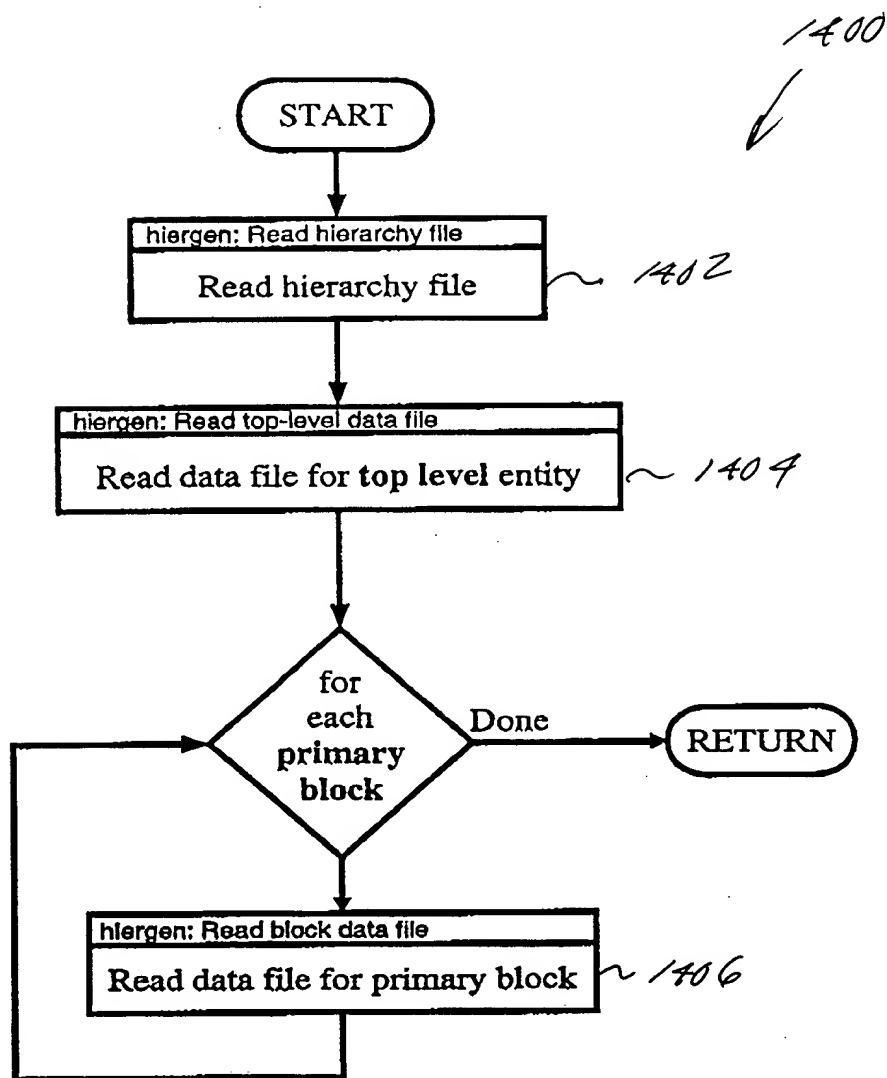 1400
START
hiergen: Read hierarchy file
Read hierarchy file
1402
hiergen: Read top-level data file
Read data file for top level entity
1404
for
each
primary
block
Done
RETURN
hiergen: Read block data file
Read data file for primary block
1406